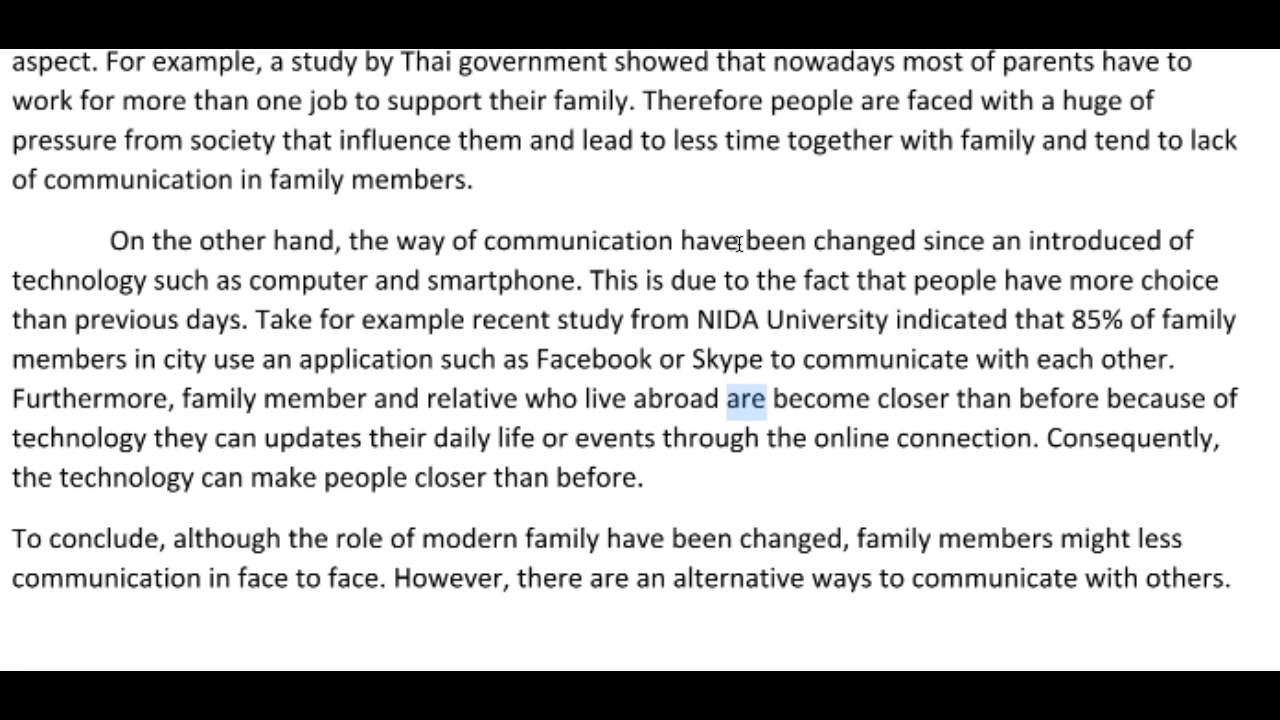 aspect. For example, a study by Thai government showed that nowadays most of parents have to
work for more than one job to support their family. Therefore people are faced with a huge of
pressure from society that influence them and lead to less time together with family and tend to lack
of communication in family members.
On the other hand, the way of communication have been changed since an introduced of
technology such as computer and smartphone. This is due to the fact that people have more choice
than previous days. Take for example recent study from NIDA University indicated that 85% of family
members in city use an application such as Facebook or Skype to communicate with each other.
Furthermore, family member and relative who live abroad are become closer than before because of
technology they can updates their daily life or events through the online connection. Consequently,
the technology can make people closer than before.
To conclude, although the role of modern family have been changed, family members might less
communication in face to face. However, there are an alternative ways to communicate with others.